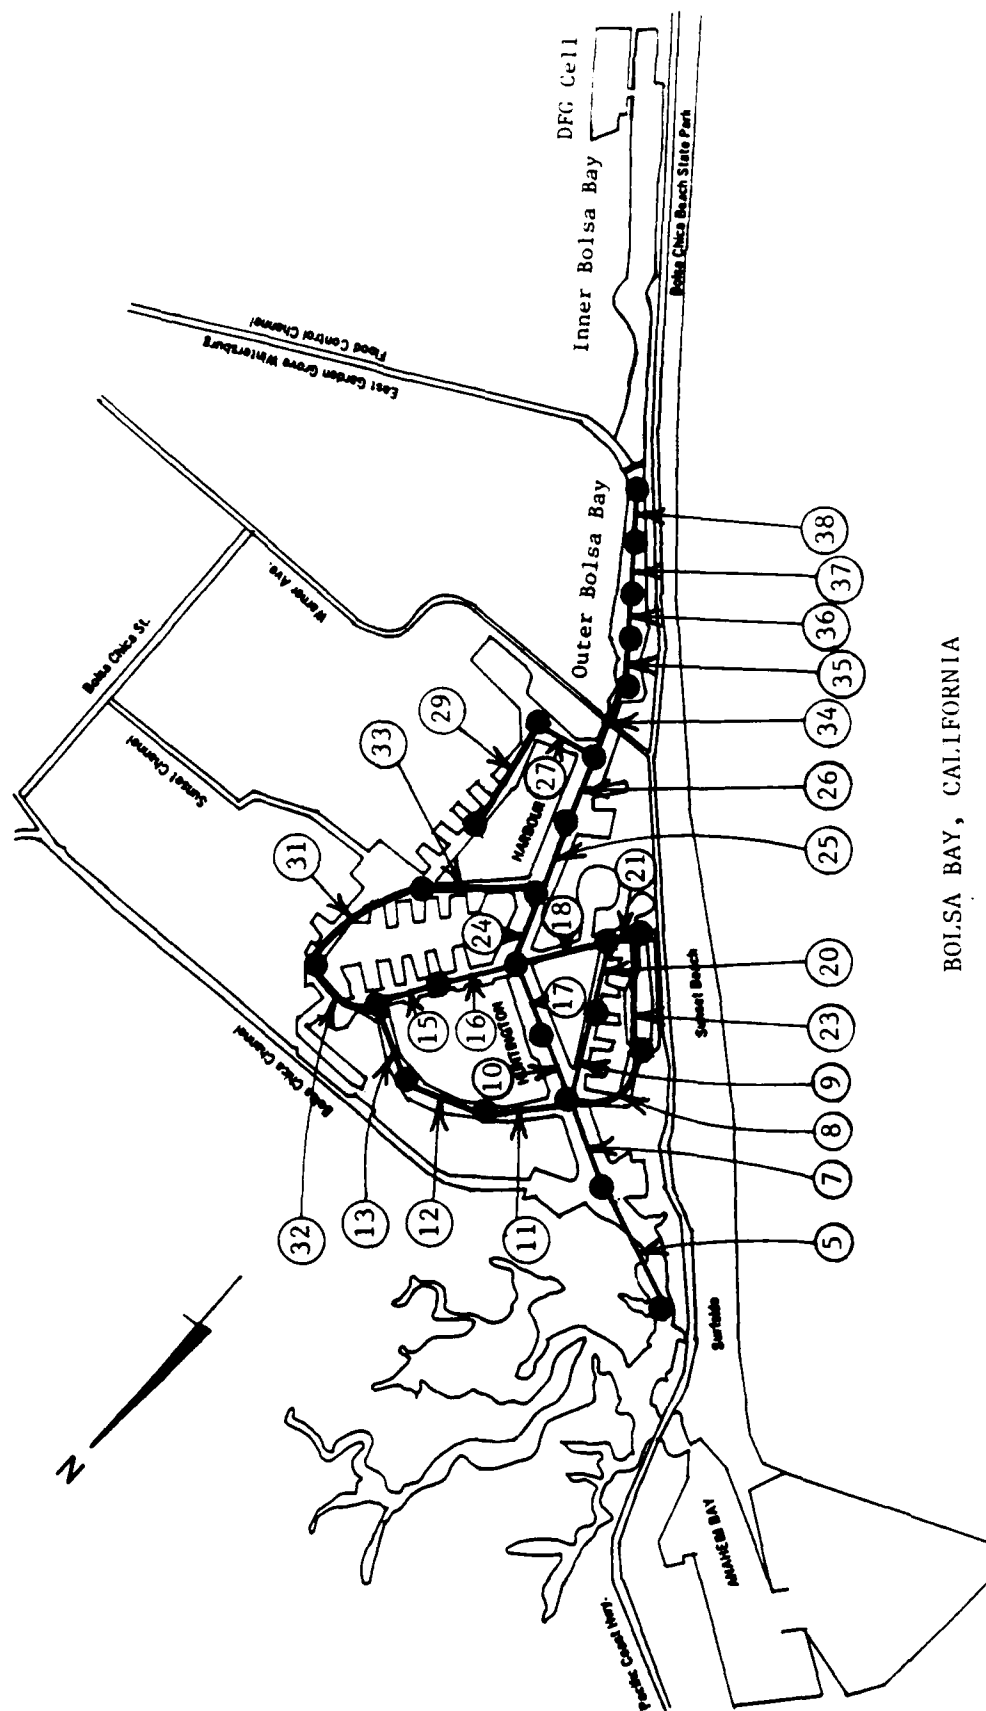 DFG Cell
Inner Bolsa Bay
Bolsa Chica Beach State Park
East Garden Grove Wintersburg
Flood Control Channel
Outer Bolsa Bay
Warner Ave.
Bolsa Chica St.
Sunset Channel
Bolsa Chica Channel
HUNTINGTON
HARBOUR
Sunset Beach
Surfside
ANAHEIM BAY
Pacific Coast Hwy.
N
5
7
8
9
10
11
12
13
15
16
17
18
20
21
23
24
25
26
27
29
31
32
33
34
35
36
37
38
BOLSA BAY, CALIFORNIA